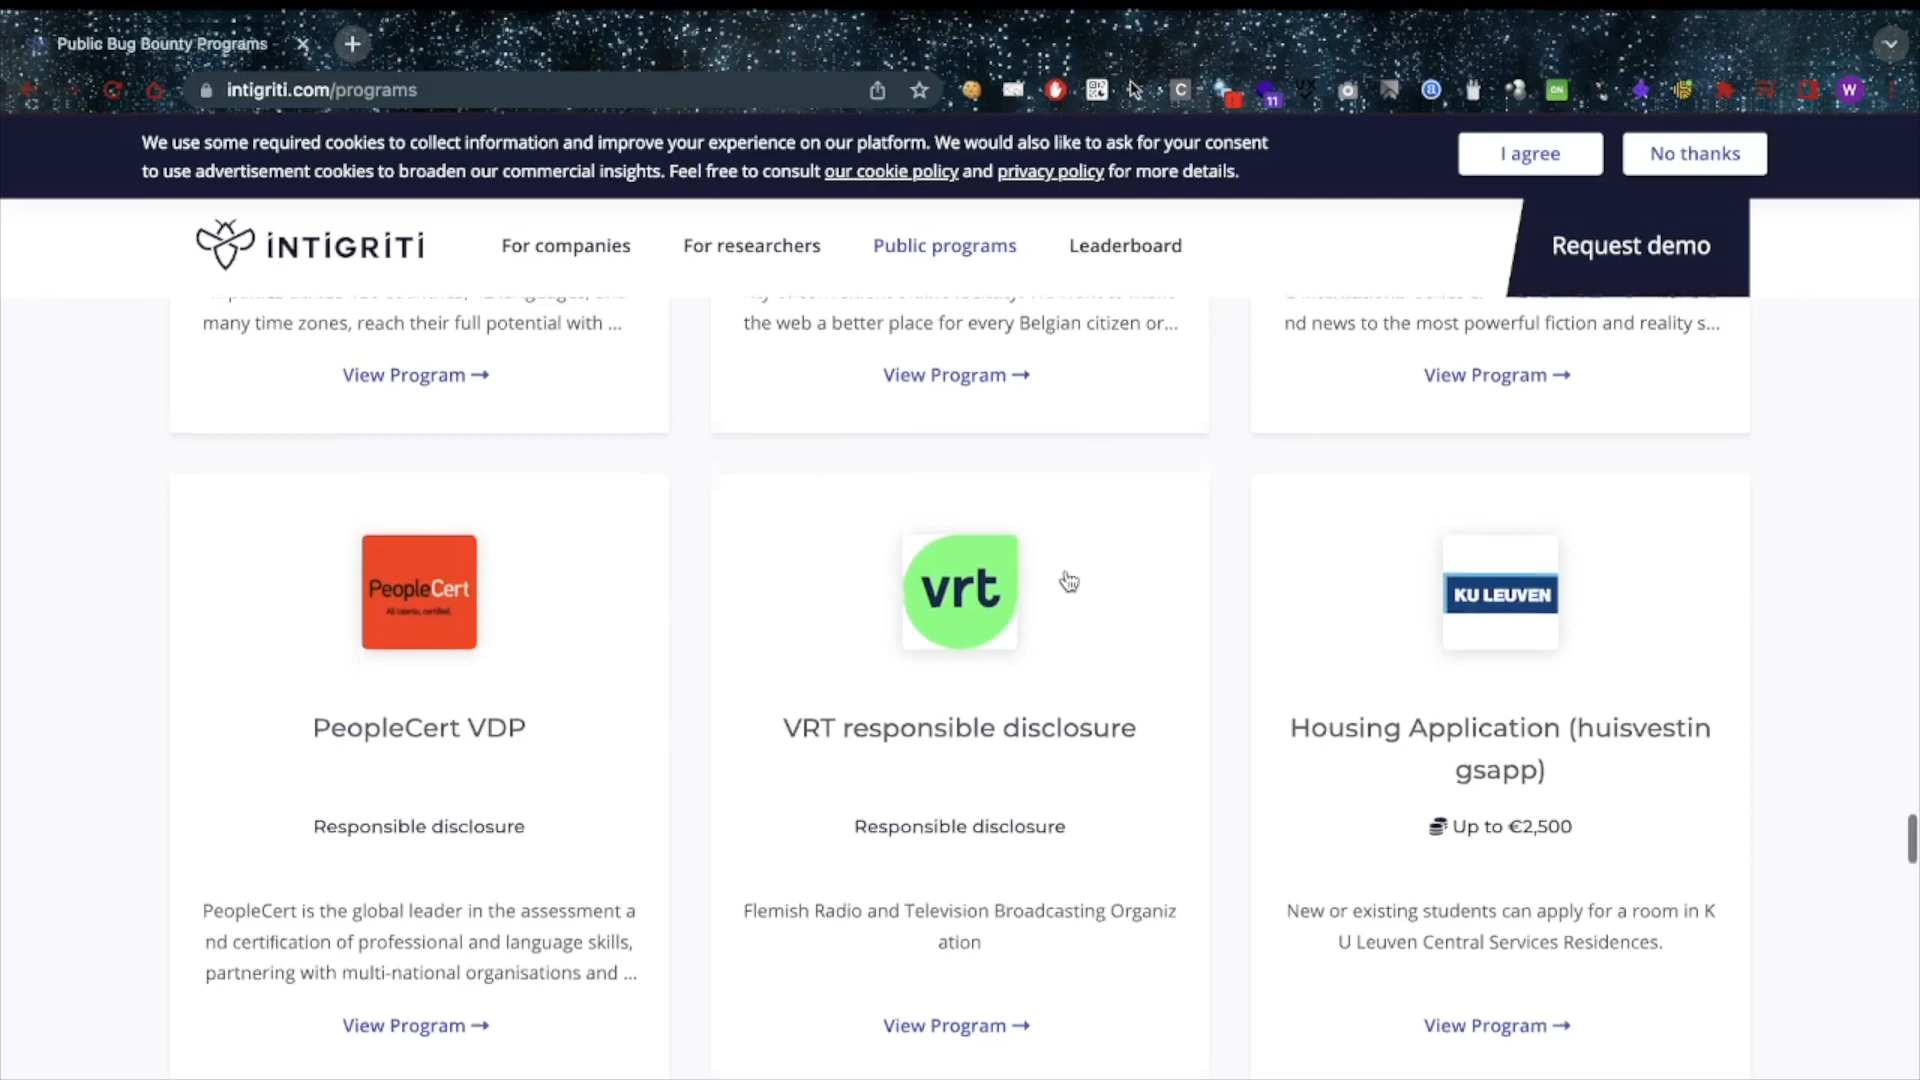 Public Bug Bounty Programs
intigriti.com/programs
11
W
We use some required cookies to collect information and improve your experience on our platform. We would also like to ask for your consent
to use advertisement cookies to broaden our commercial insights. Feel free to consult our cookie policy and privacy policy for more details.
I agree
No thanks
INTIGRITI
For companies
For researchers
Public programs
Leaderboard
Request demo
many time zones, reach their full potential with ...
the web a better place for every Belgian citizen or...
nd news to the most powerful fiction and reality s...
View Program →
View Program →
View Program →
PeopleCert
All talents, certified.
vrt
KU LEUVEN
PeopleCert VDP
VRT responsible disclosure
Housing Application (huisvestin
gsapp)
Responsible disclosure
Responsible disclosure
Up to €2,500
PeopleCert is the global leader in the assessment a
nd certification of professional and language skills,
partnering with multi-national organisations and ...
Flemish Radio and Television Broadcasting Organiz
ation
New or existing students can apply for a room in K
U Leuven Central Services Residences.
View Program →
View Program →
View Program →